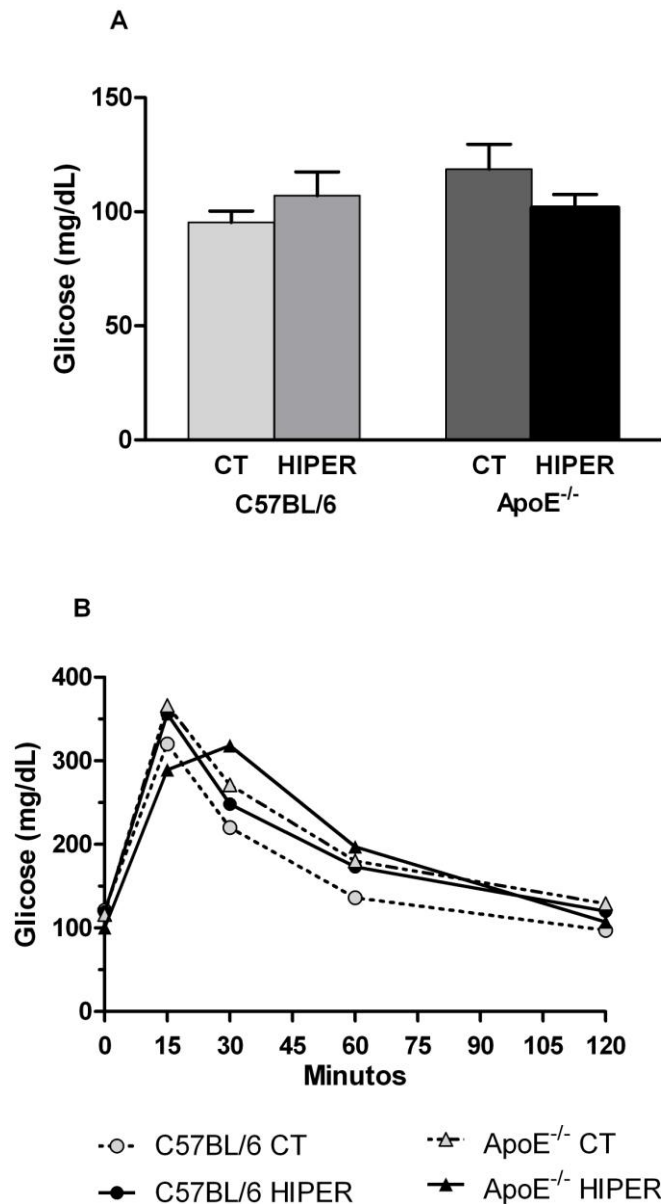 A
150
100
50
0
Glicose (mg/dL)
CT HIPER CT HIPER
C57BL/6 ApoE-/-
B
400
300
200
100
0
Glicose (mg/dL)
0 15 30 45 60 75 90 105 120
Minutos
C57BL/6 CT ApoE-/- CT
C57BL/6 HIPER ApoE-/- HIPER